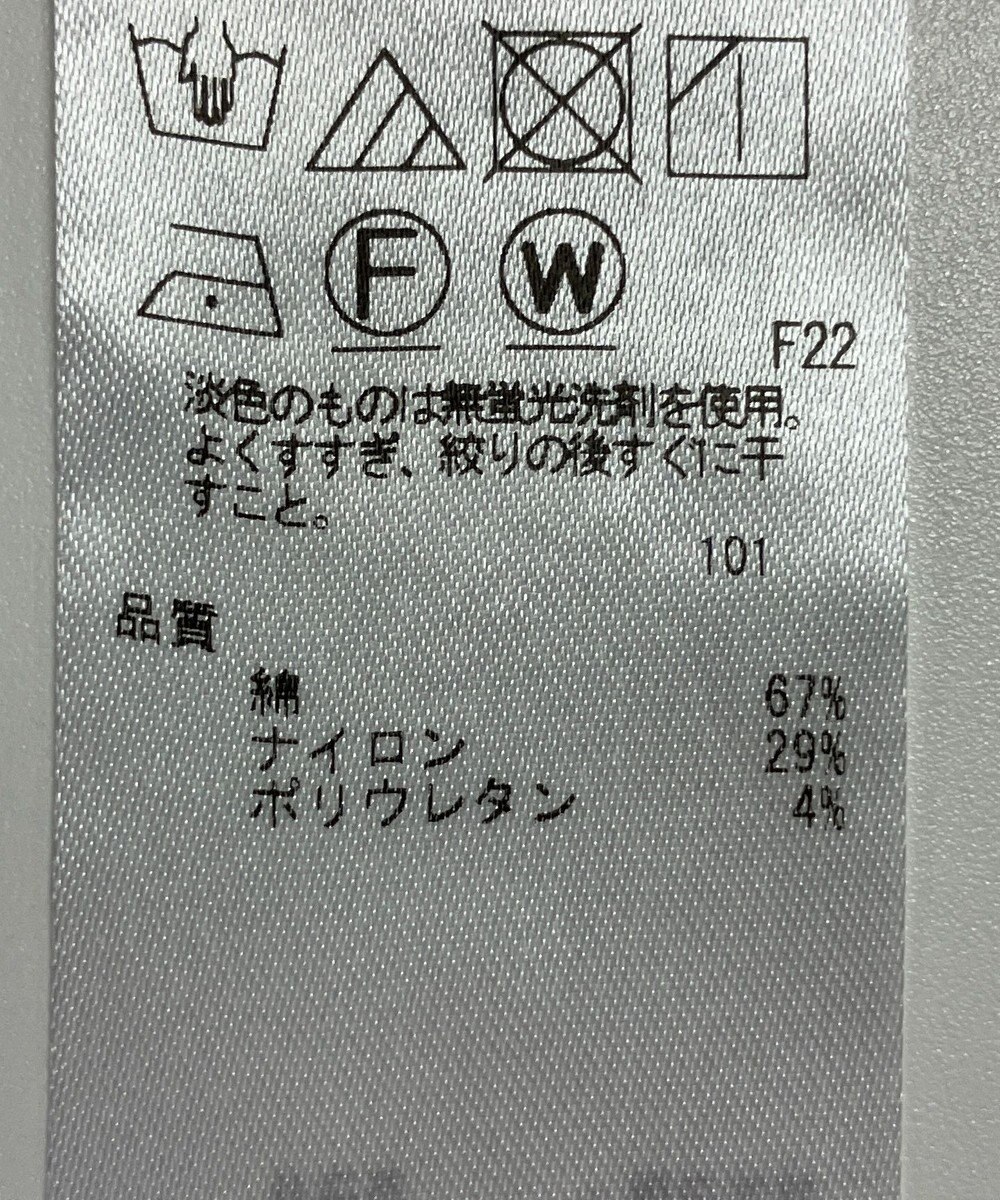 F W
F22
淡色のものは無蛍光洗剤を使用。
よくすすぎ、絞りの後すぐに干
すこと。
101
品質
綿 67%
ナイロン 29%
ポリウレタン 4%